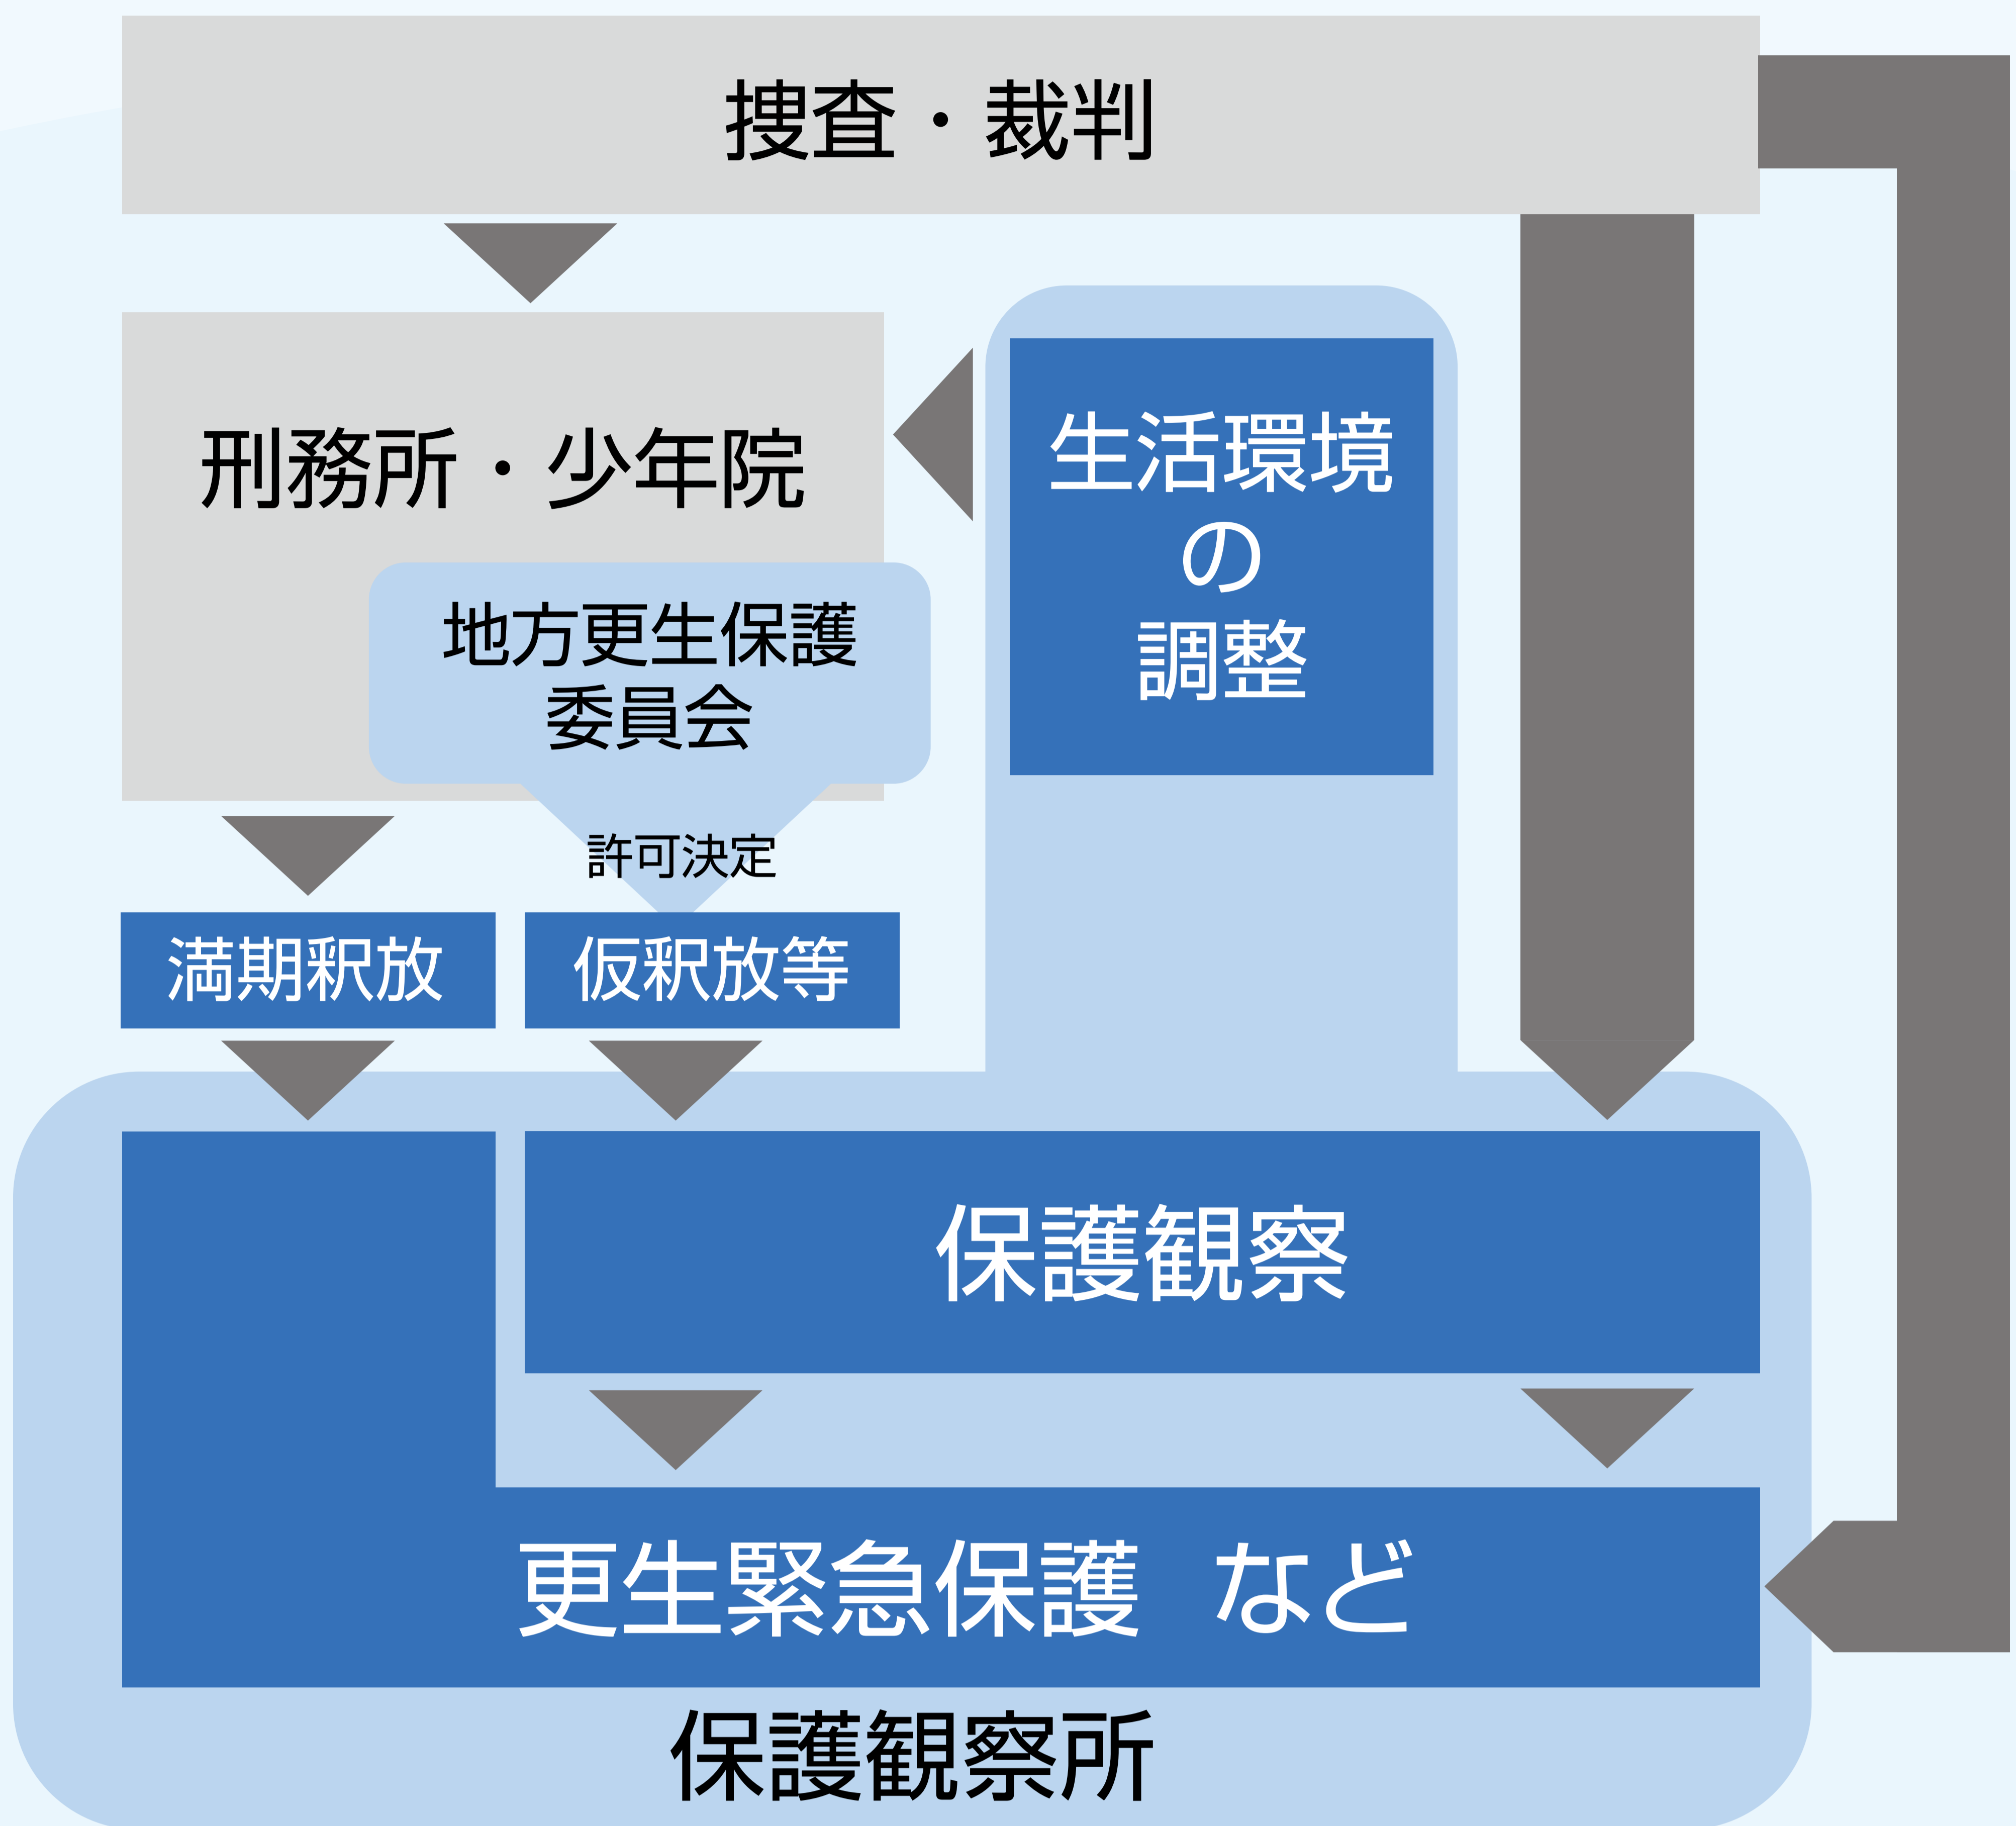 捜査・裁判
刑務所・少年院
生活環境
の
調整
地方更生保護
委員会
許可決定
満期釈放
仮釈放等
保護観察
更生緊急保護 など
保護観察所